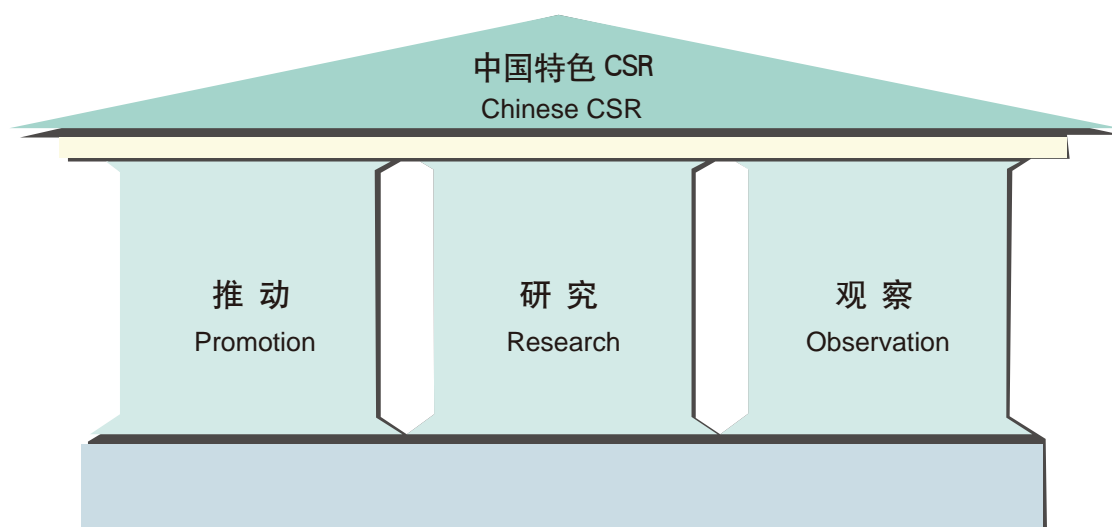 中国特色 CSR
Chinese CSR
推 动
Promotion
研 究
Research
观 察
Observation